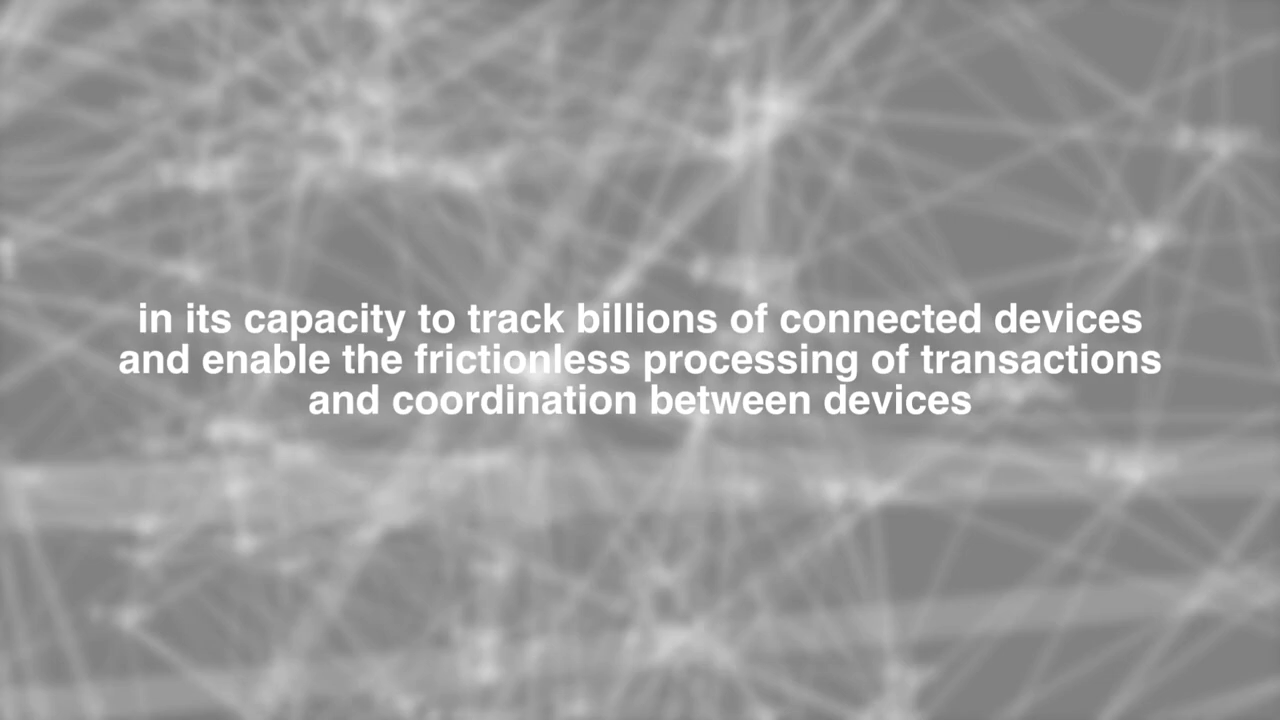 in its capacity to track billions of connected devices
and enable the frictionless processing of transactions
and coordination between devices